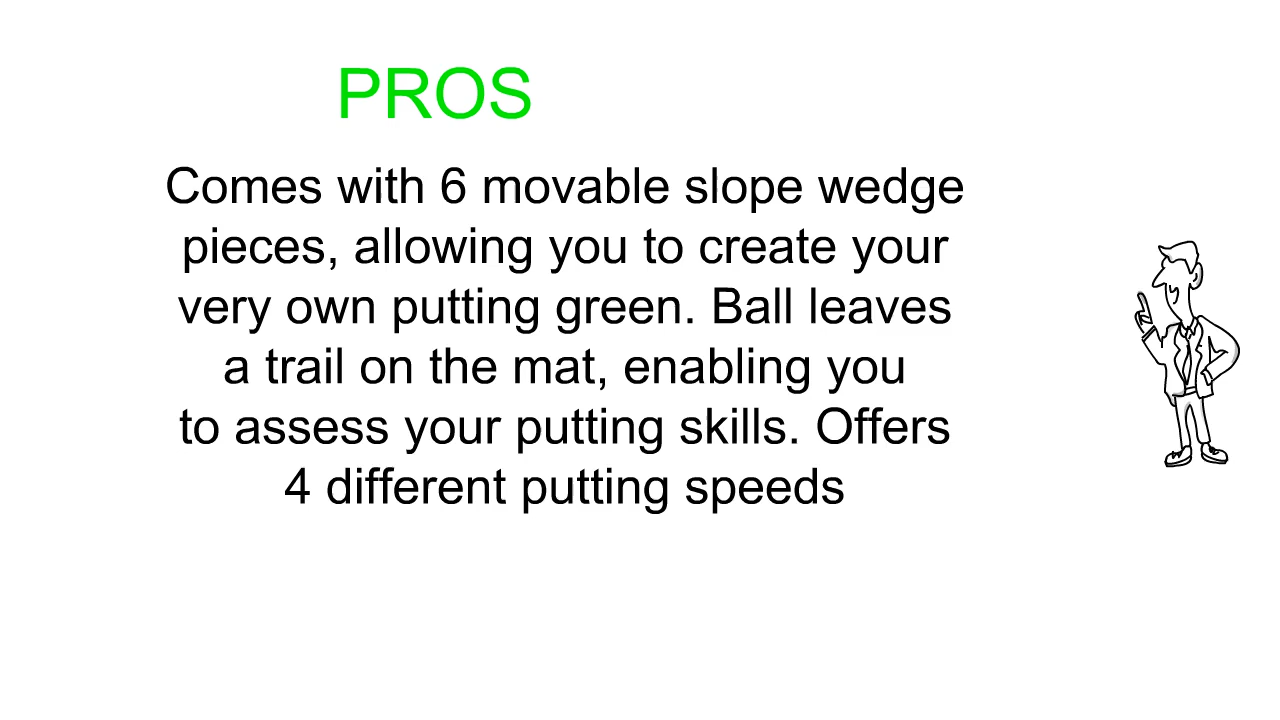 PROS
Comes with 6 movable slope wedge
pieces, allowing you to create your
very own putting green. Ball leaves
a trail on the mat, enabling you
to assess your putting skills. Offers
4 different putting speeds